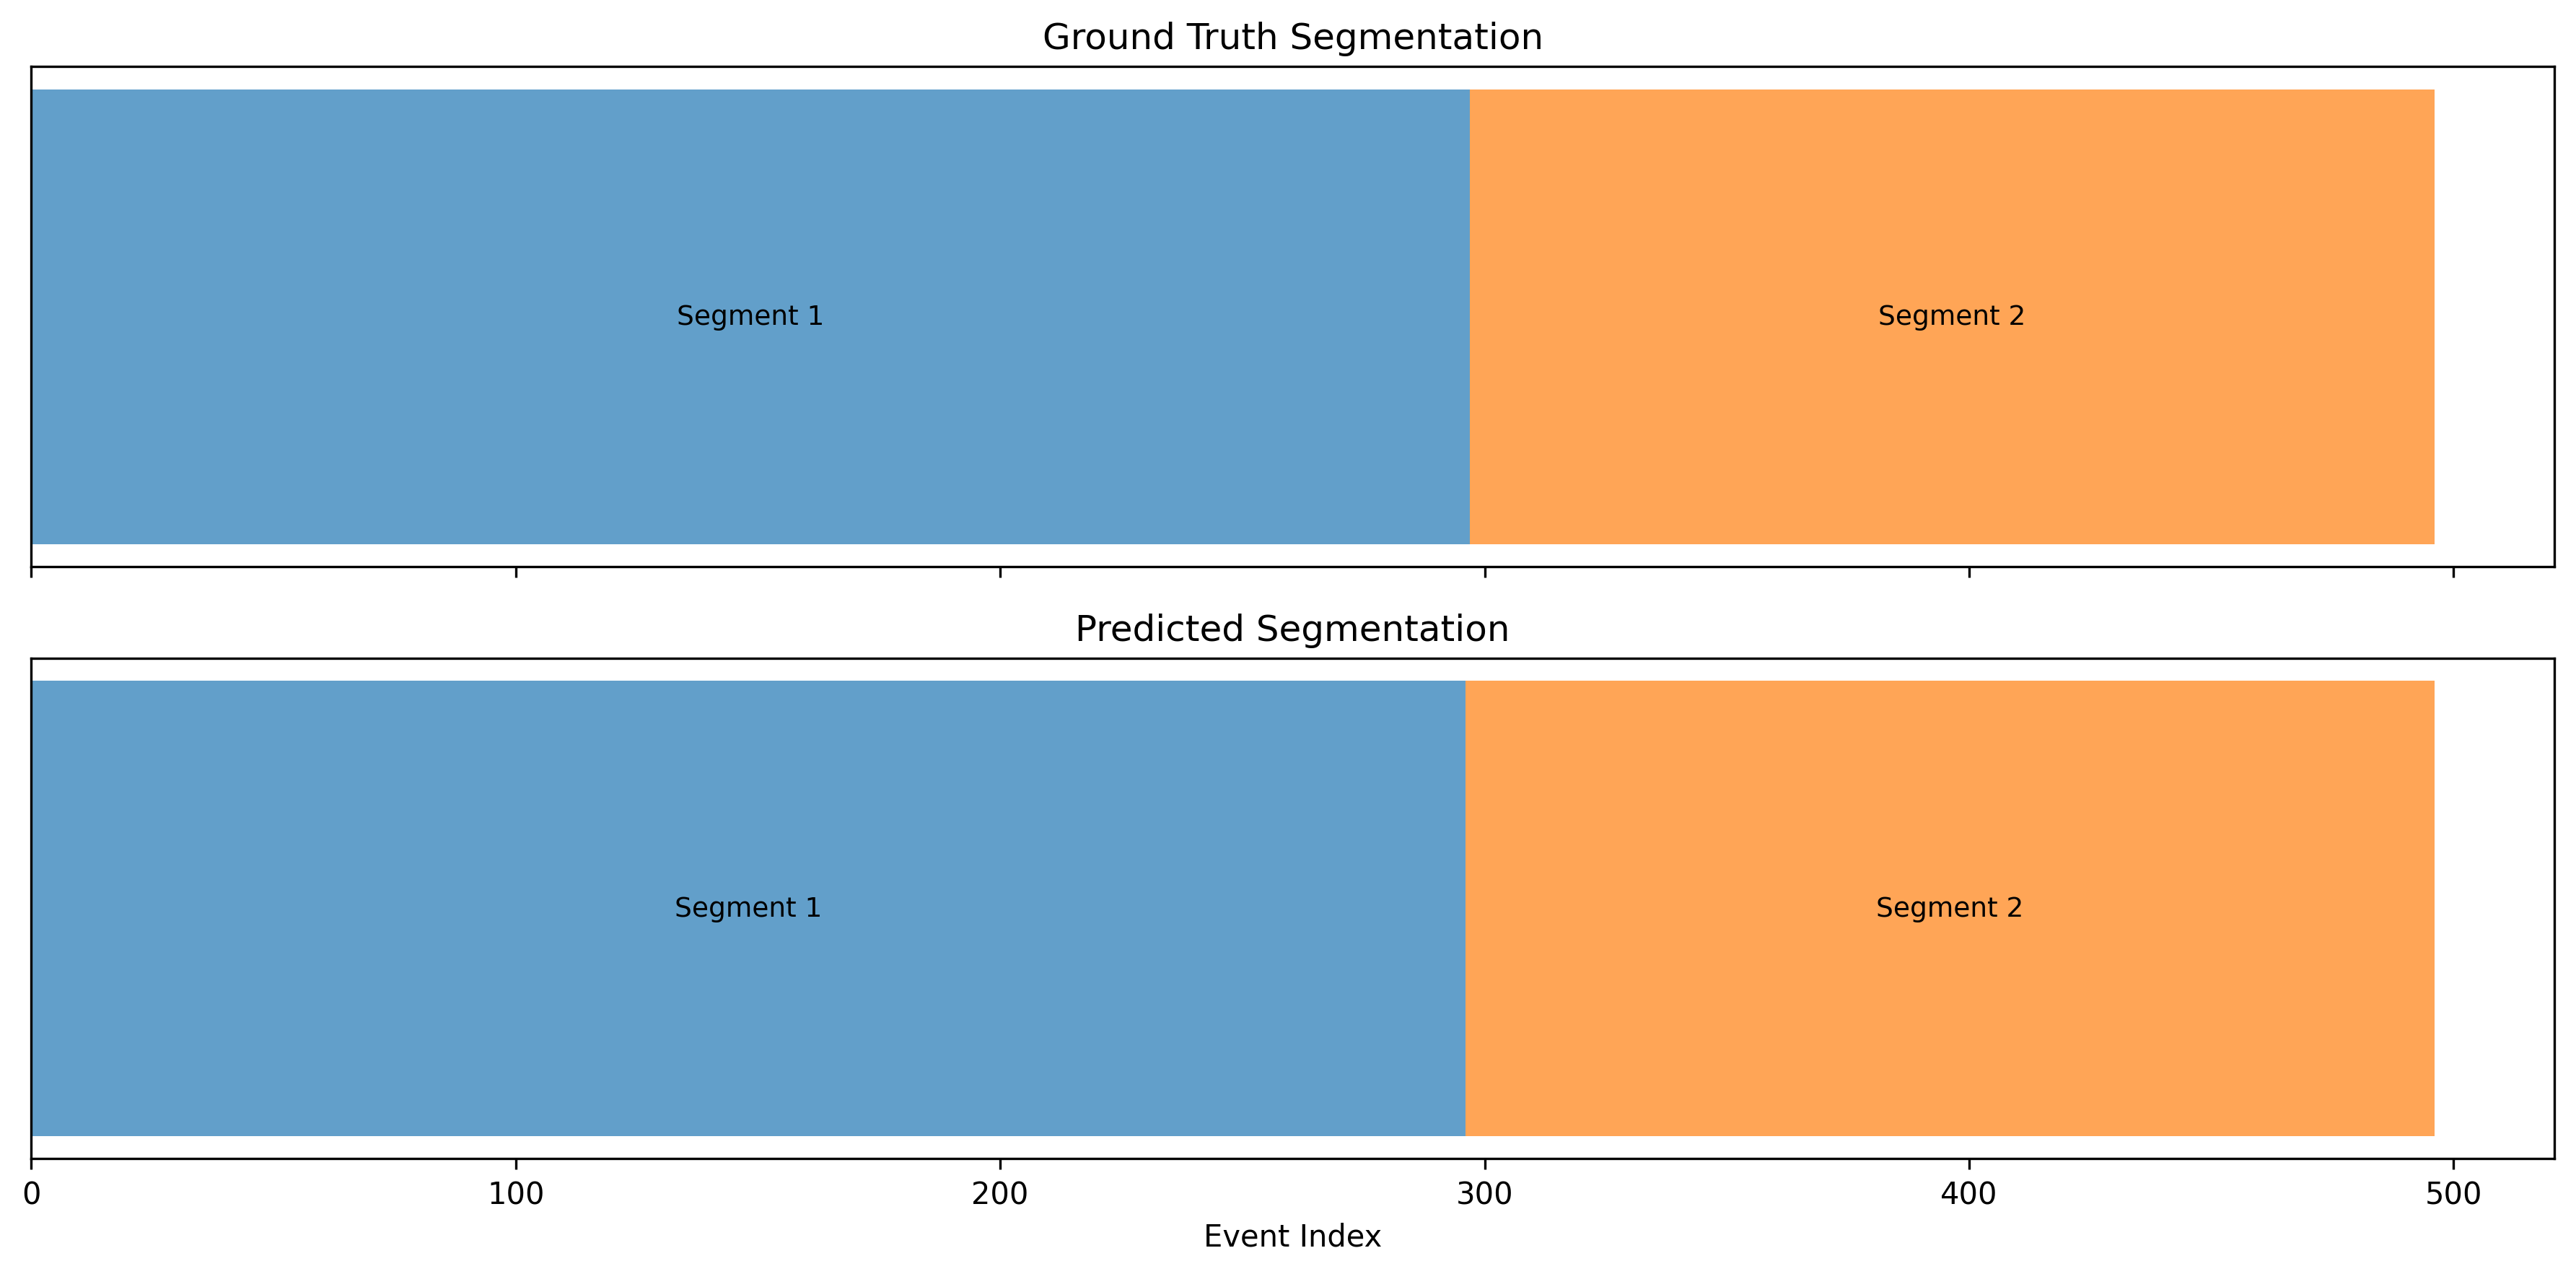 Ground Truth Segmentation
Segment 1
Segment 2
Predicted Segmentation
Segment 1
Segment 2
0
100
200
300
400
500
Event Index